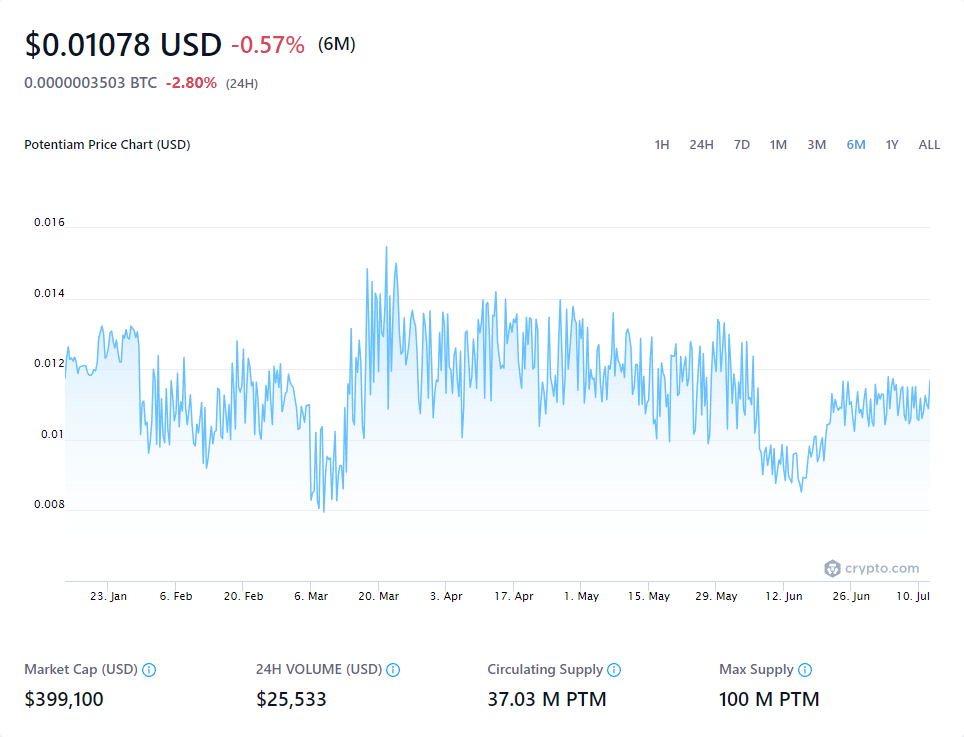 $0.01078 USD -0.57% (6M)
0.0000003503 BTC -2.80% (24H)
Potentiam Price Chart (USD) 1H 24H 7D 1M 3M 6M 1Y ALL
0.016
0.014
0.012
0.01
0.008
crypto.com
23. Jan 6. Feb 20. Feb 6. Mar 20. Mar 3. Apr 17. Apr 1. May 15. May 29. May 12. Jun 26. Jun 10. Jul
Market Cap (USD) 24H VOLUME (USD) Circulating Supply Max Supply
$399,100 $25,533 37.03 M PTM 100 M PTM